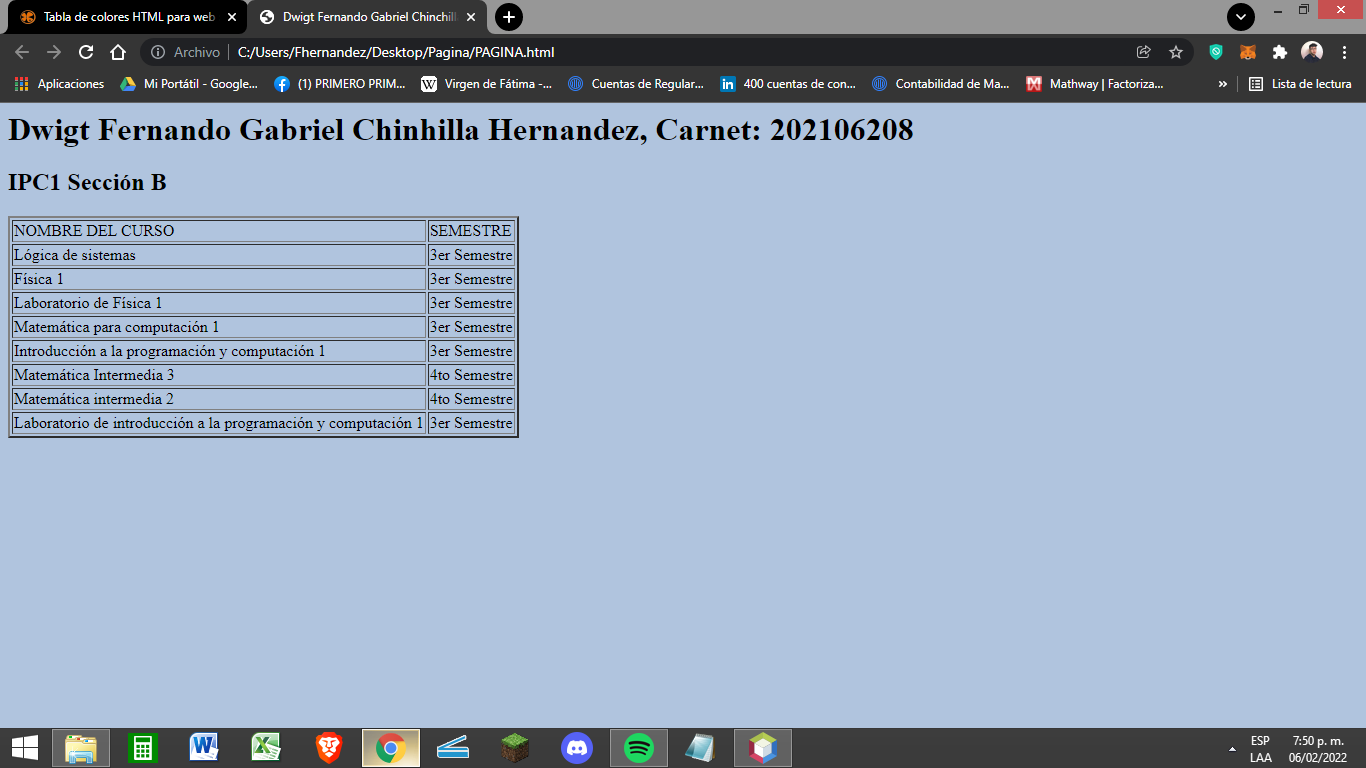 Tabla de colores HTML para web
Dwigt Fernando Gabriel Chinchill
Archivo C:/Users/Fhernandez/Desktop/Pagina/PAGINA.html
Aplicaciones Mi Portátil - Google... (1) PRIMERO PRIM... Virgen de Fátima -... Cuentas de Regular... 400 cuentas de con... Contabilidad de Ma... Mathway | Factoriza... » Lista de lectura
Dwigt Fernando Gabriel Chinhilla Hernandez, Carnet: 202106208
IPC1 Sección B
NOMBRE DEL CURSO SEMESTRE
Lógica de sistemas 3er Semestre
Física 1 3er Semestre
Laboratorio de Física 1 3er Semestre
Matemática para computación 1 3er Semestre
Introducción a la programación y computación 1 3er Semestre
Matemática Intermedia 3 4to Semestre
Matemática intermedia 2 4to Semestre
Laboratorio de introducción a la programación y computación 1 3er Semestre
ESP 7:50 p. m.
LAA 06/02/2022